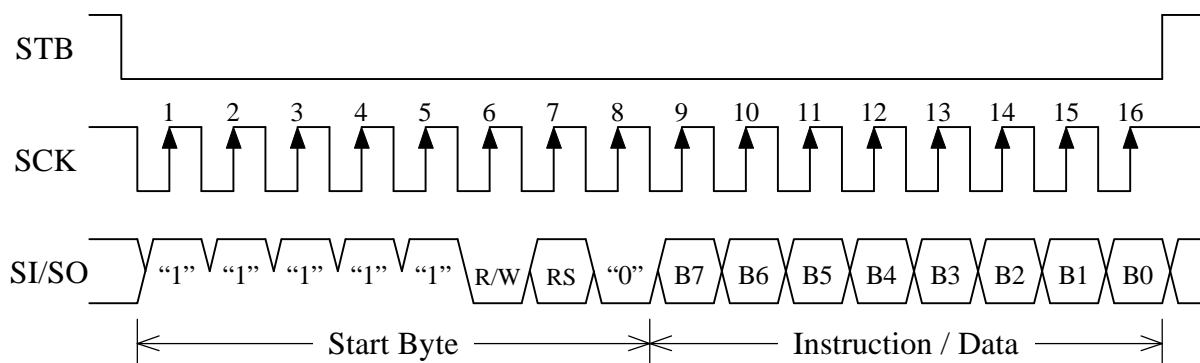 STB
1 2 3 4 5 6 7 8 9 10 11 12 13 14 15 16
SCK
SI/SO “1” “1” “1” “1” “1” R/W RS “0” B7 B6 B5 B4 B3 B2 B1 B0
Start Byte Instruction / Data